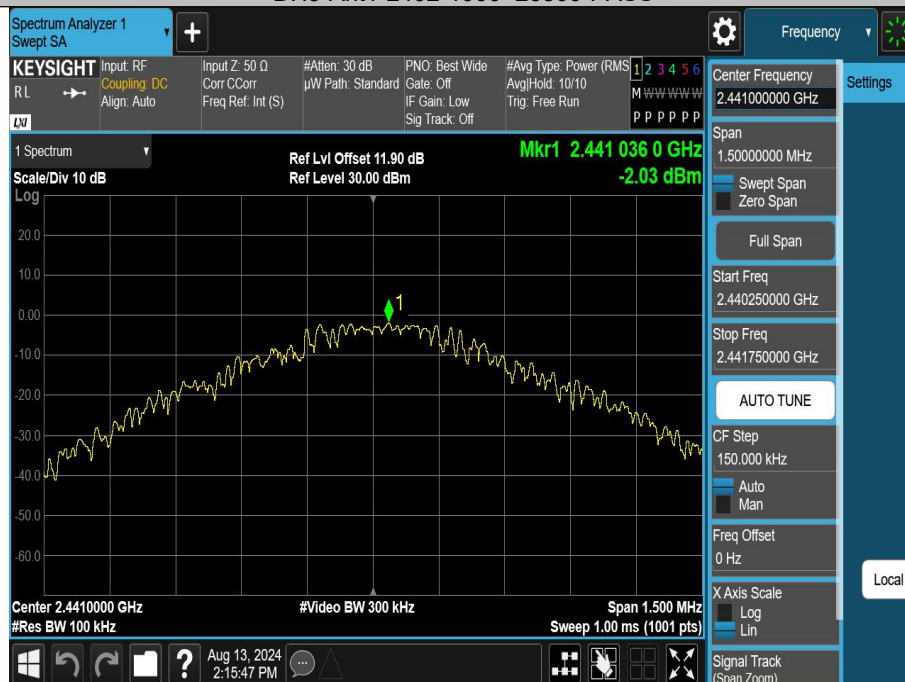 Spectrum Analyzer 1
Swept SA
Frequency
KEYSIGHT
RL
LXI
Input: RF
Coupling: DC
Align: Auto
Input Z: 50 Ω
Corr CCorr
Freq Ref: Int (S)
#Atten: 30 dB
µW Path: Standard
PNO: Best Wide
Gate: Off
IF Gain: Low
Sig Track: Off
#Avg Type: Power (RMS
Avg|Hold: 10/10
Trig: Free Run
1 2 3 4 5 6
M W W W W W
P P P P P P
1 Spectrum
Scale/Div 10 dB
Log
Ref Lvl Offset 11.90 dB
Ref Level 30.00 dBm
Mkr1 2.441 036 0 GHz
-2.03 dBm
20.0
10.0
0.00
-10.0
-20.0
-30.0
-40.0
-50.0
-60.0
1
Center 2.4410000 GHz
#Res BW 100 kHz
#Video BW 300 kHz
Span 1.500 MHz
Sweep 1.00 ms (1001 pts)
Aug 13, 2024
2:15:47 PM
Center Frequency
2.441000000 GHz
Settings
Span
1.50000000 MHz
Swept Span
Zero Span
Full Span
Start Freq
2.440250000 GHz
Stop Freq
2.441750000 GHz
AUTO TUNE
CF Step
150.000 kHz
Auto
Man
Freq Offset
0 Hz
Local
X Axis Scale
Log
Lin
Signal Track
(Span Zoom)